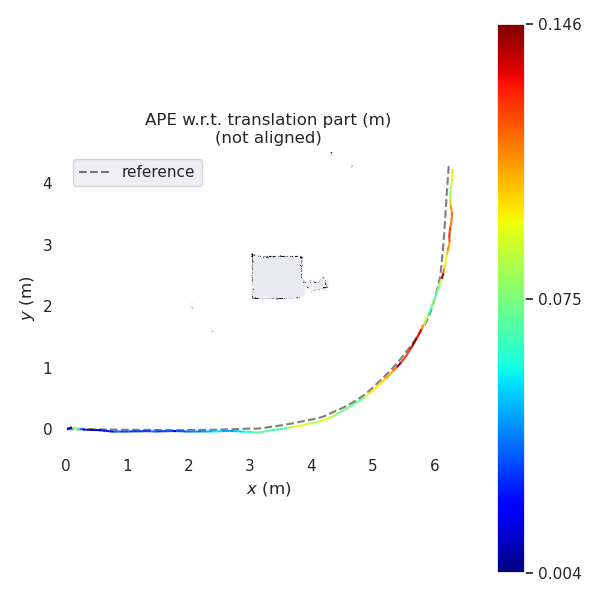 APE w.r.t. translation part (m)
(not aligned)
reference
4
3
2
1
0
y (m)
0 1 2 3 4 5 6
x (m)
0.146
0.075
0.004